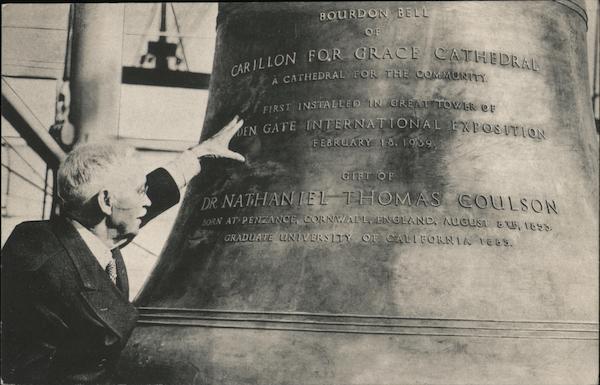 BOURDON BELL
OF
CARILLON FOR GRACE CATHEDRAL
A CATHEDRAL FOR THE COMMUNITY
FIRST INSTALLED IN GREAT TOWER OF
DEN GATE INTERNATIONAL EXPOSITION
FEBRUARY 18, 1939.
GIFT OF
DR NATHANIEL THOMAS COULSON
BORN AT PENZANCE, CORNWALL, ENGLAND, AUGUST 8TH, 1853.
GRADUATE UNIVERSITY OF CALIFORNIA 1885.